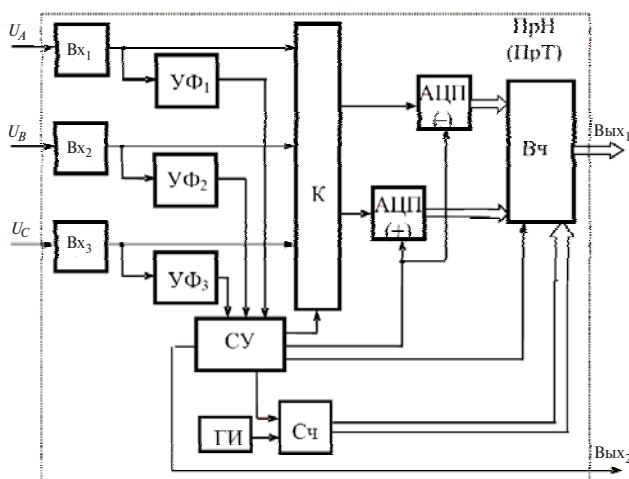 ПрН
(ПрТ)
U_A
Вх₁
УФ₁
U_B
Вх₂
УФ₂
U_C
Вх₃
УФ₃
К
АЦП
(–)
АЦП
(+)
Вч
Вых₁
СУ
ГИ
Сч
Вых₂